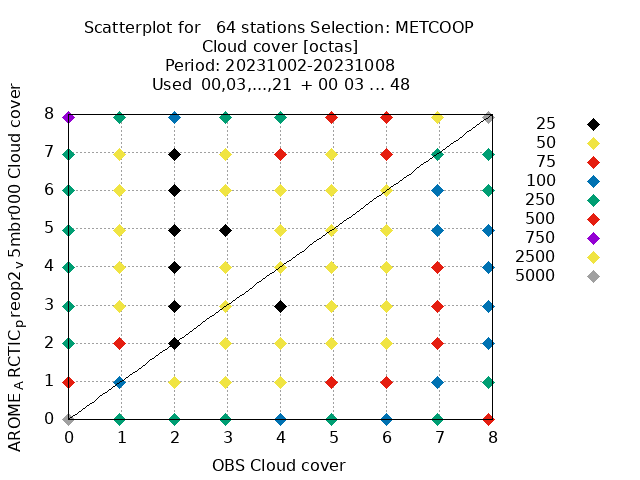 Scatterplot for   64 stations Selection: METCOOP
Cloud cover [octas]
Period: 20231002-20231008
Used  00,03,...,21  + 00 03 ... 48
AROME_ARCTIC_preop2_v5mbr000 Cloud cover
8
7
6
5
4
3
2
1
0
0 1 2 3 4 5 6 7 8
OBS Cloud cover
25
50
75
100
250
500
750
2500
5000